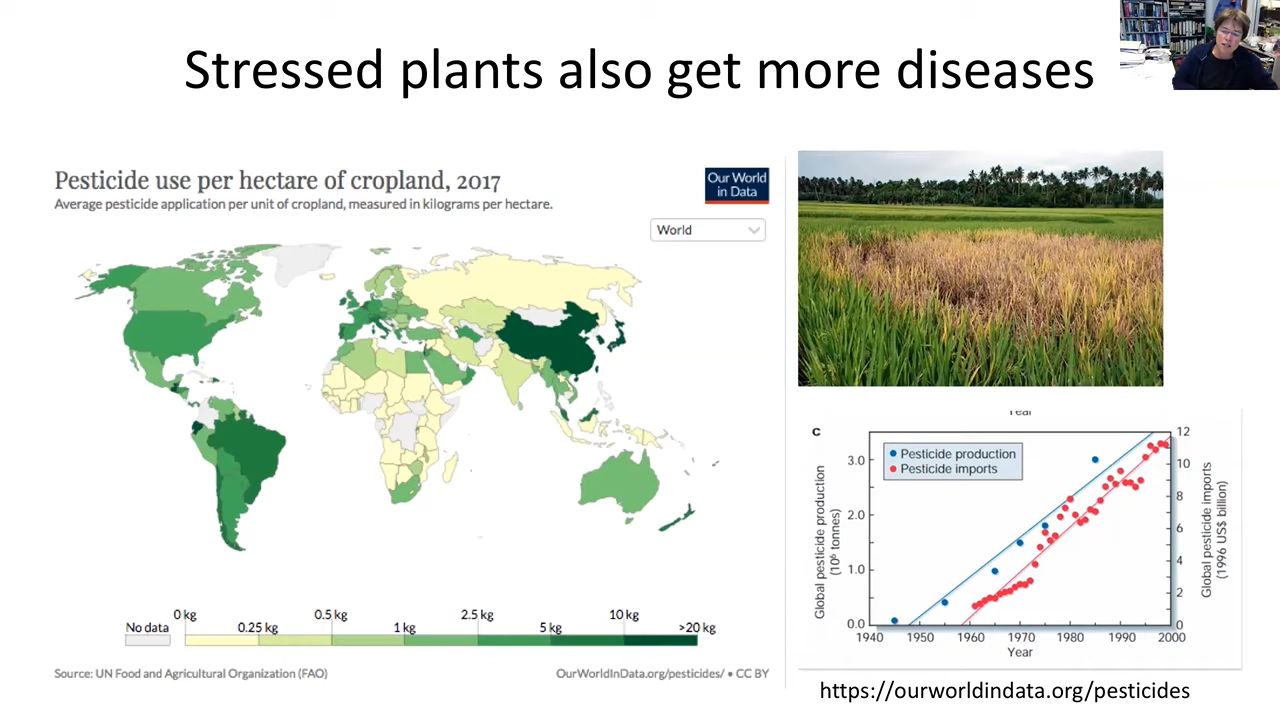 Stressed plants also get more diseases
Pesticide use per hectare of cropland, 2017
Average pesticide application per unit of cropland, measured in kilograms per hectare.
Our World
in Data
World
No data
0 kg
0.25 kg
0.5 kg
1 kg
2.5 kg
5 kg
10 kg
>20 kg
Source: UN Food and Agricultural Organization (FAO)
OurWorldInData.org/pesticides/ • CC BY
c
Pesticide production
Pesticide imports
Global pesticide production
(10⁶ tonnes)
3.0
2.0
1.0
0.0
1940 1950 1960 1970 1980 1990 2000
Year
12
10
8
6
4
2
0
Global pesticide imports
(1996 US$ billion)
https://ourworldindata.org/pesticides